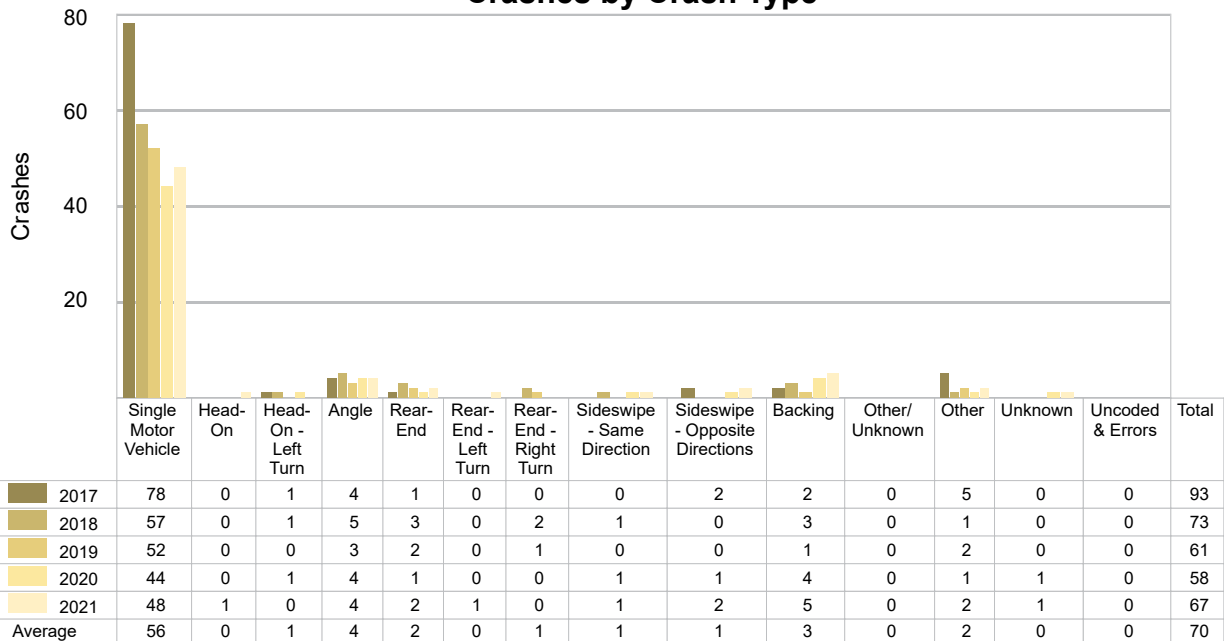 Crashes by Crash Type
80
60
40
20
Crashes
Single Motor Vehicle Head-On Head-On - Left Turn Angle Rear-End Rear-End - Left Turn Rear-End - Right Turn Sideswipe - Same Direction Sideswipe - Opposite Directions Backing Other/ Unknown Other Unknown Uncoded & Errors Total
2017 78 0 1 4 1 0 0 0 2 2 0 5 0 0 93
2018 57 0 1 5 3 0 2 1 0 3 0 1 0 0 73
2019 52 0 0 3 2 0 1 0 0 1 0 2 0 0 61
2020 44 0 1 4 1 0 0 1 1 4 0 1 1 0 58
2021 48 1 0 4 2 1 0 1 2 5 0 2 1 0 67
Average 56 0 1 4 2 0 1 1 1 3 0 2 0 0 70